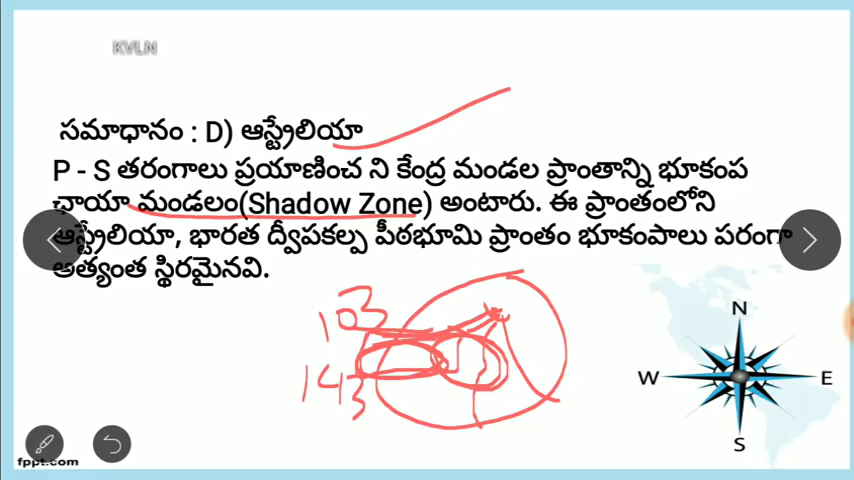 KVLN
సమాధానం : D) ఆస్ట్రేలియా
P - S తరంగాలు ప్రయాణించ ని కేంద్ర మండల ప్రాంతాన్ని భూకంప
ఛాయా మండలం(Shadow Zone) అంటారు. ఈ ప్రాంతంలోని
ఆస్ట్రేలియా, భారత ద్వీపకల్ప పీఠభూమి ప్రాంతం భూకంపాలు పరంగా
అత్యంత స్థిరమైనవి.
103
143
N
W E
S
fppt.com